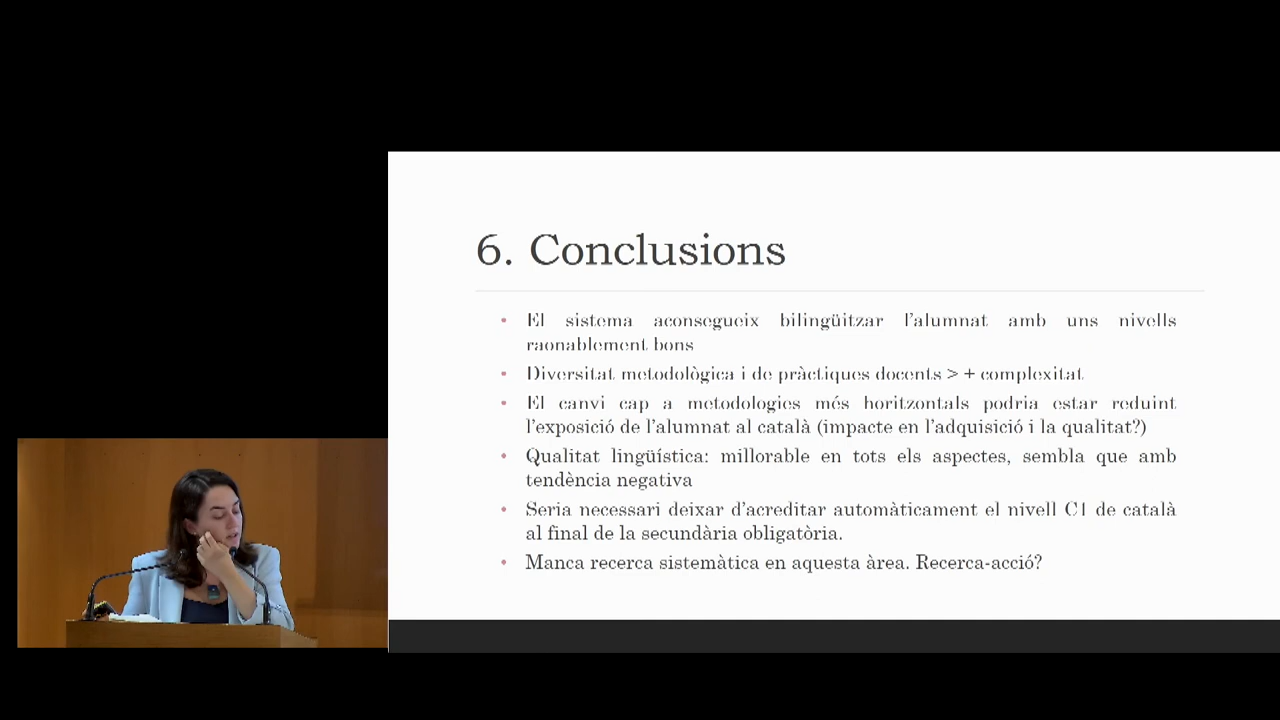 6. Conclusions
• El sistema aconsegueix bilingüitzar l'alumnat amb uns nivells
raonablement bons
• Diversitat metodològica i de pràctiques docents > + complexitat
• El canvi cap a metodologies més horitzontals podria estar reduint
l'exposició de l'alumnat al català (impacte en l'adquisició i la qualitat?)
• Qualitat lingüística: millorable en tots els aspectes, sembla que amb
tendència negativa
• Seria necessari deixar d'acreditar automàticament el nivell C1 de català
al final de la secundària obligatòria.
• Manca recerca sistemàtica en aquesta àrea. Recerca-acció?